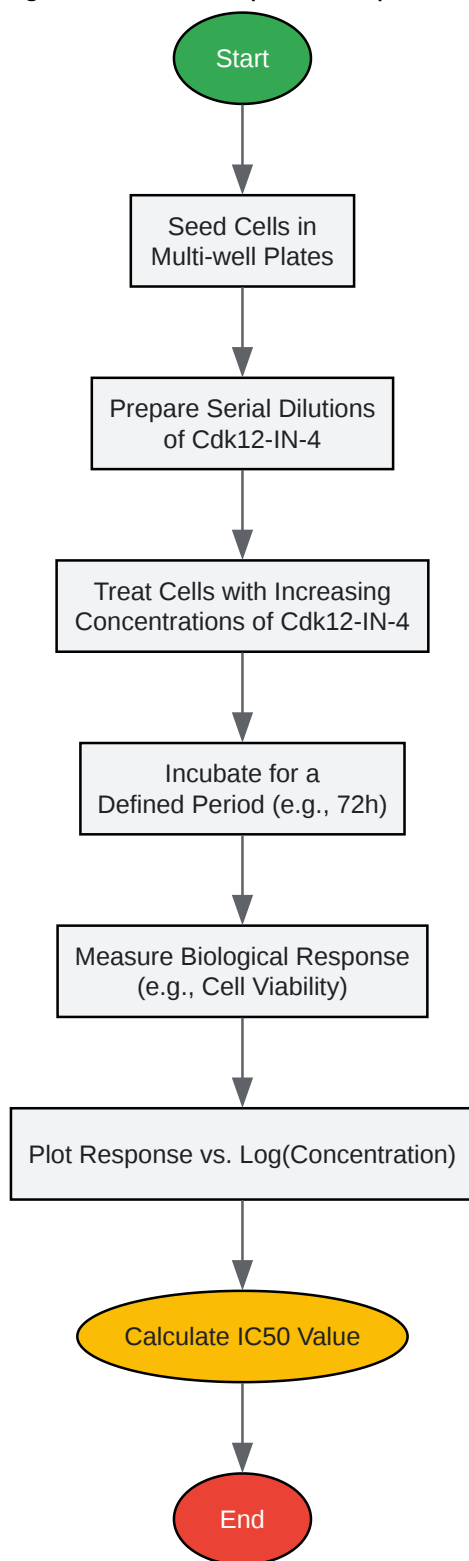 Start
Seed Cells in
Multi-well Plates
Prepare Serial Dilutions
of Cdk12-IN-4
Treat Cells with Increasing
Concentrations of Cdk12-IN-4
Incubate for a
Defined Period (e.g., 72h)
Measure Biological Response
(e.g., Cell Viability)
Plot Response vs. Log(Concentration)
Calculate IC50 Value
End